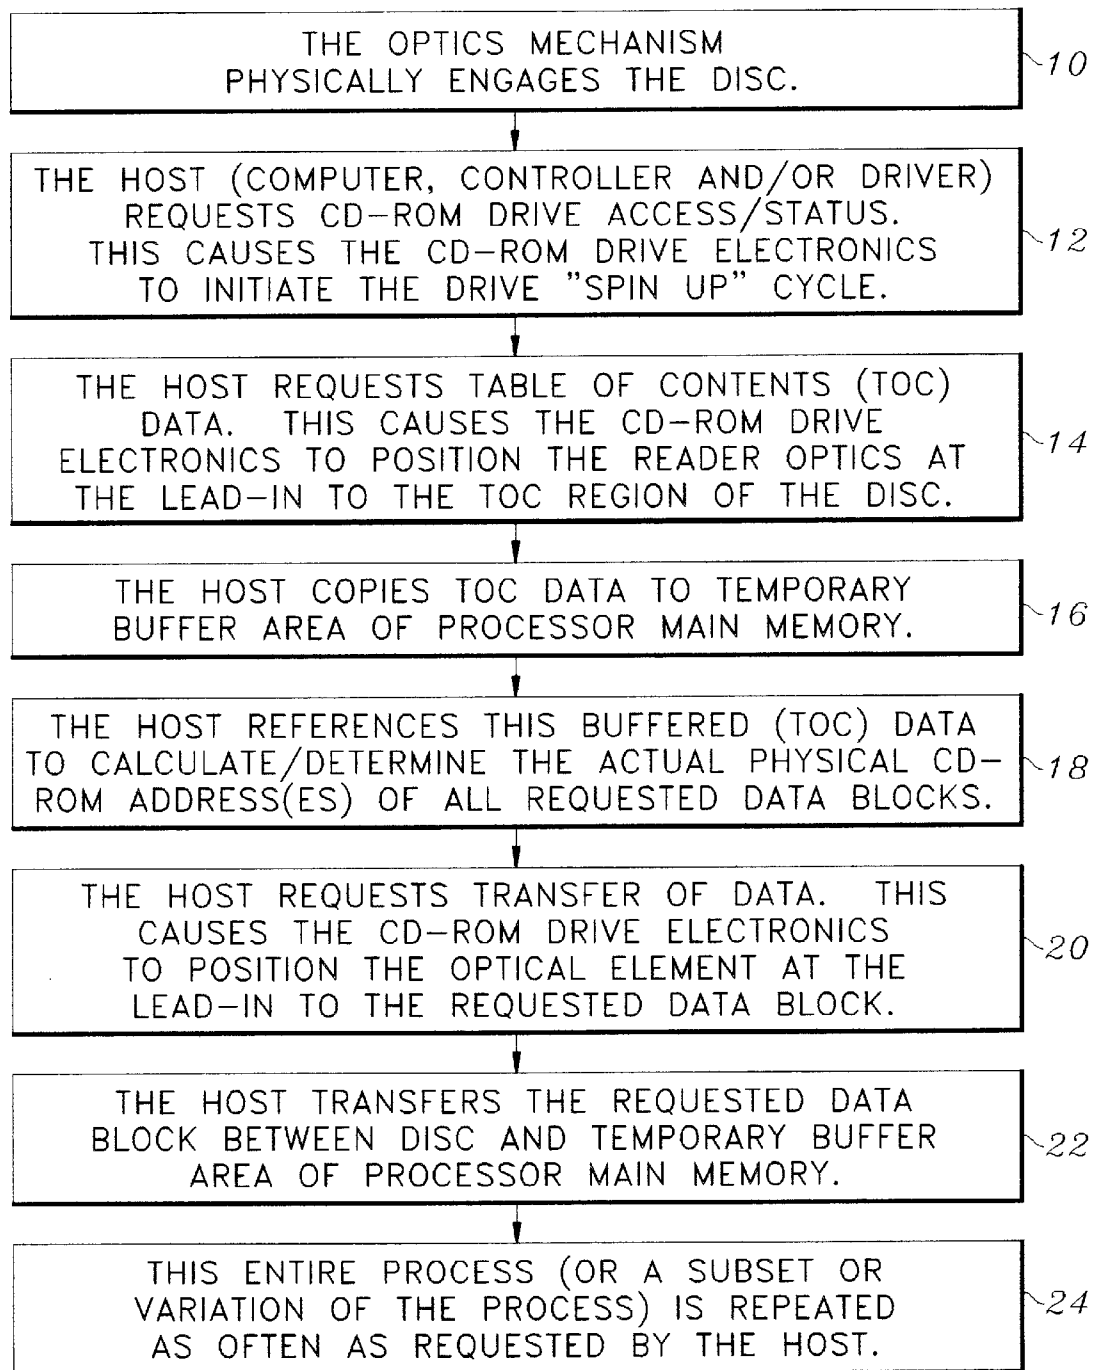 THE OPTICS MECHANISM
PHYSICALLY ENGAGES THE DISC.
10
THE HOST (COMPUTER, CONTROLLER AND/OR DRIVER)
REQUESTS CD-ROM DRIVE ACCESS/STATUS.
THIS CAUSES THE CD-ROM DRIVE ELECTRONICS
TO INITIATE THE DRIVE "SPIN UP" CYCLE.
12
THE HOST REQUESTS TABLE OF CONTENTS (TOC)
DATA. THIS CAUSES THE CD-ROM DRIVE
ELECTRONICS TO POSITION THE READER OPTICS AT
THE LEAD-IN TO THE TOC REGION OF THE DISC.
14
THE HOST COPIES TOC DATA TO TEMPORARY
BUFFER AREA OF PROCESSOR MAIN MEMORY.
16
THE HOST REFERENCES THIS BUFFERED (TOC) DATA
TO CALCULATE/DETERMINE THE ACTUAL PHYSICAL CD-
ROM ADDRESS(ES) OF ALL REQUESTED DATA BLOCKS.
18
THE HOST REQUESTS TRANSFER OF DATA. THIS
CAUSES THE CD-ROM DRIVE ELECTRONICS
TO POSITION THE OPTICAL ELEMENT AT THE
LEAD-IN TO THE REQUESTED DATA BLOCK.
20
THE HOST TRANSFERS THE REQUESTED DATA
BLOCK BETWEEN DISC AND TEMPORARY BUFFER
AREA OF PROCESSOR MAIN MEMORY.
22
THIS ENTIRE PROCESS (OR A SUBSET OR
VARIATION OF THE PROCESS) IS REPEATED
AS OFTEN AS REQUESTED BY THE HOST.
24